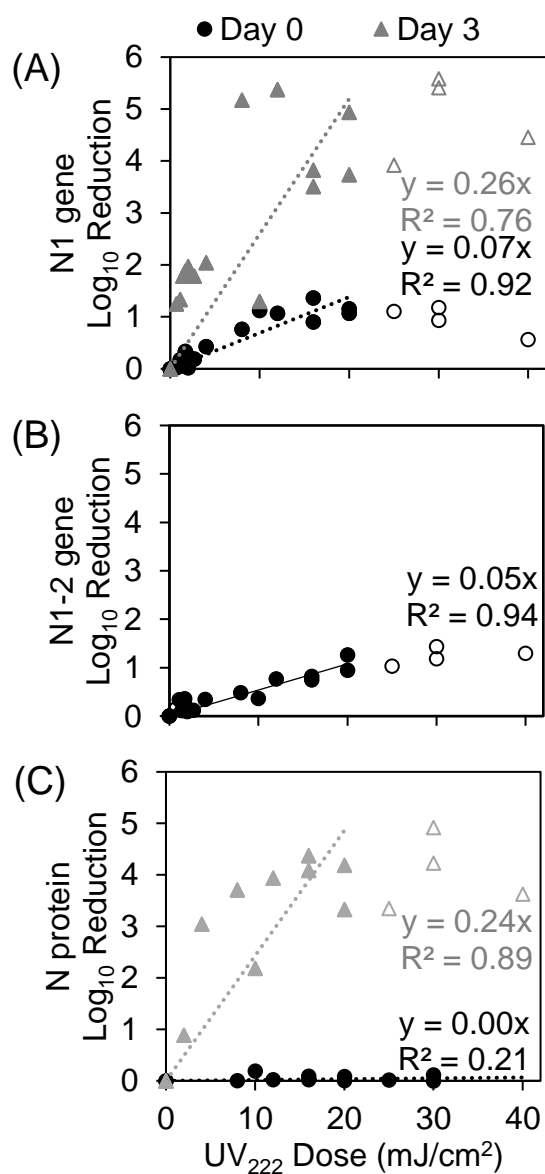 Day 0 Day 3
(A)
N1 gene
Log₁₀ Reduction
6
5
4
3
2
1
0
y = 0.26x
R² = 0.76
y = 0.07x
R² = 0.92
(B)
N1-2 gene
Log₁₀ Reduction
6
5
4
3
2
1
0
y = 0.05x
R² = 0.94
(C)
N protein
Log₁₀ Reduction
6
5
4
3
2
1
0
y = 0.24x
R² = 0.89
y = 0.00x
R² = 0.21
0 10 20 30 40
UV₂₂₂ Dose (mJ/cm²)